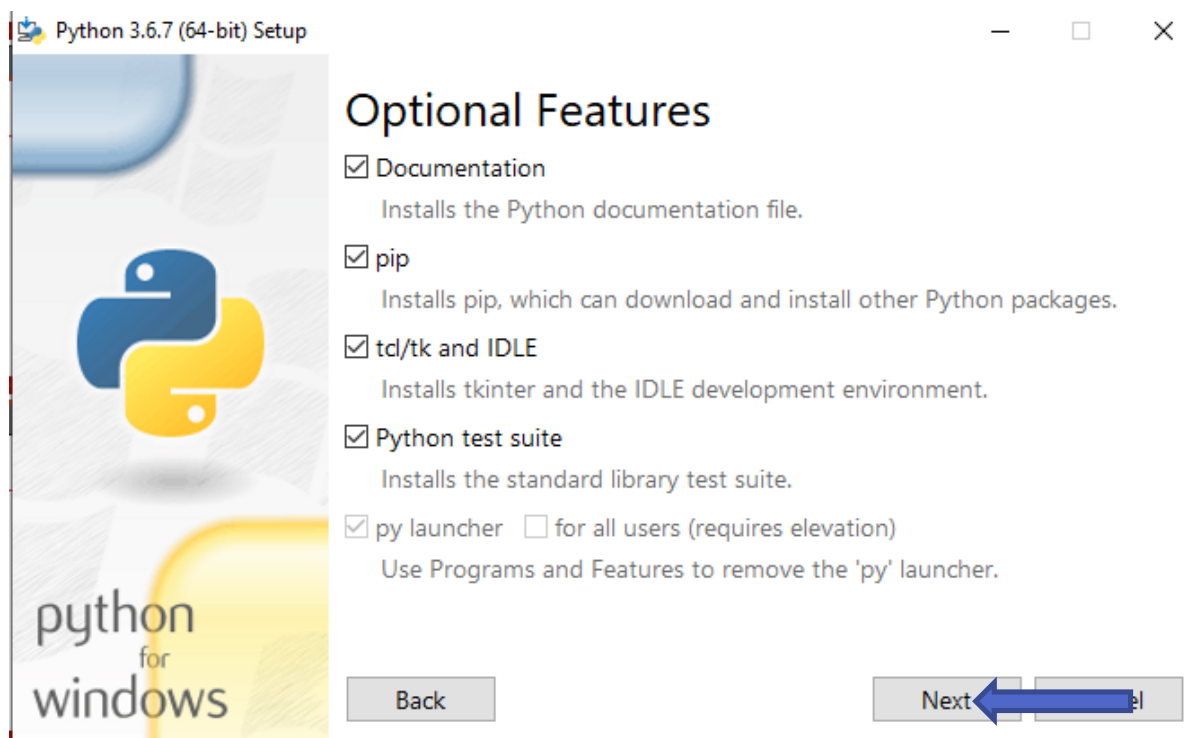 Python 3.6.7 (64-bit) Setup
Optional Features
Documentation
Installs the Python documentation file.
pip
Installs pip, which can download and install other Python packages.
tcl/tk and IDLE
Installs tkinter and the IDLE development environment.
Python test suite
Installs the standard library test suite.
py launcher for all users (requires elevation)
Use Programs and Features to remove the 'py' launcher.
python
for
windows
Back Next